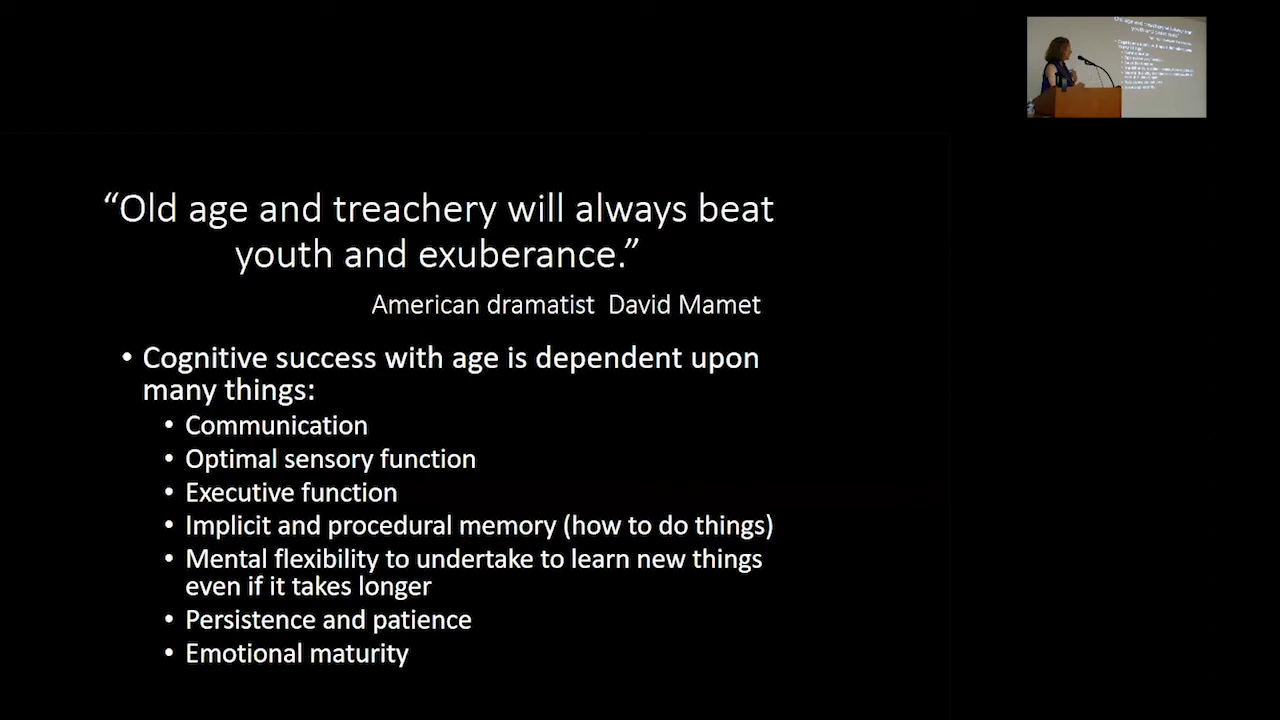 “Old age and treachery will always beat
youth and exuberance.”
American dramatist David Mamet
• Cognitive success with age is dependent upon
many things:
• Communication
• Optimal sensory function
• Executive function
• Implicit and procedural memory (how to do things)
• Mental flexibility to undertake to learn new things
even if it takes longer
• Persistence and patience
• Emotional maturity